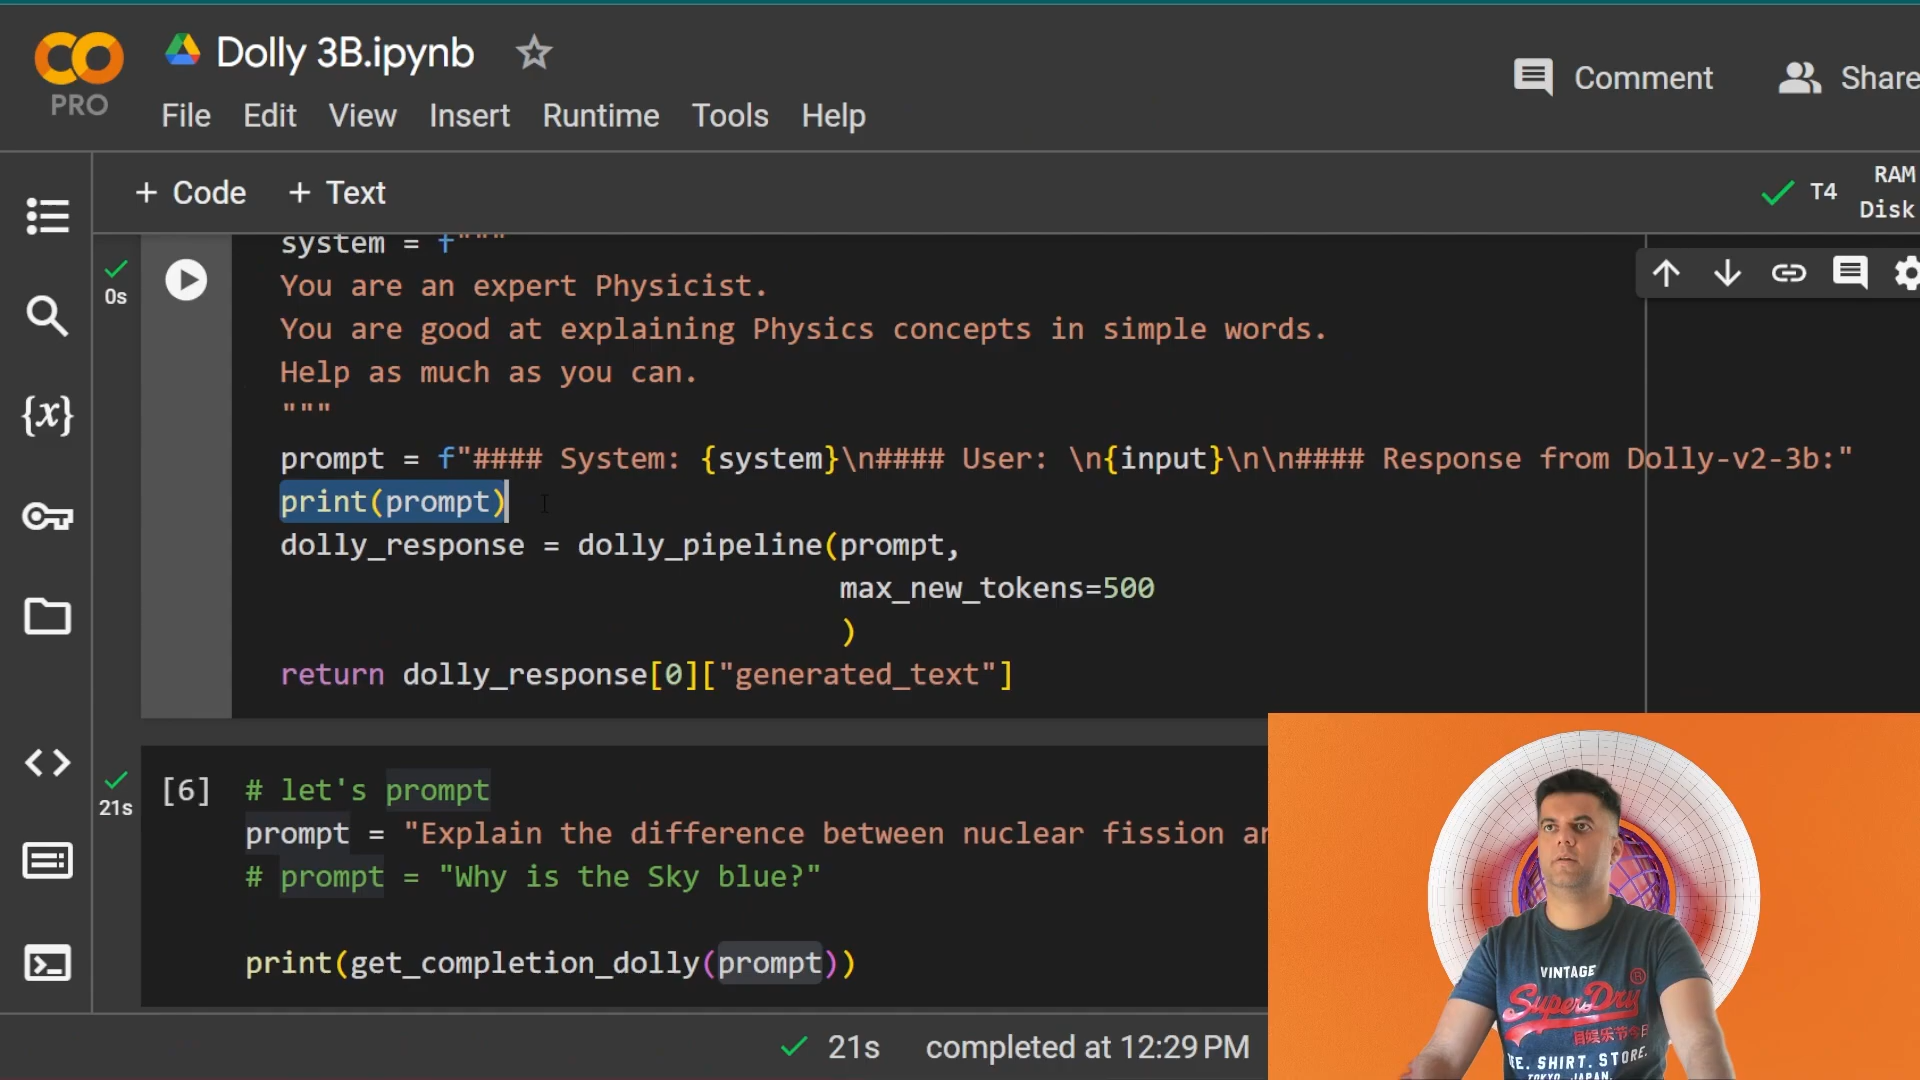 Dolly 3B.ipynb
PRO
File Edit View Insert Runtime Tools Help
Comment
Share
+ Code + Text
T4
RAM
Disk
0s
system = f"""
You are an expert Physicist.
You are good at explaining Physics concepts in simple words.
Help as much as you can.
"""
prompt = f"#### System: {system}\n#### User: \n{input}\n\n#### Response from Dolly-v2-3b:"
print(prompt)
dolly_response = dolly_pipeline(prompt,
max_new_tokens=500
)
return dolly_response[0]["generated_text"]
21s
[6]
# let's prompt
prompt = "Explain the difference between nuclear fission
# prompt = "Why is the Sky blue?"
print(get_completion_dolly(prompt))
21s completed at 12:29 PM
VINTAGE
SuperDry
TEE. SHIRT. STORE.
TOKYO, JAPAN.